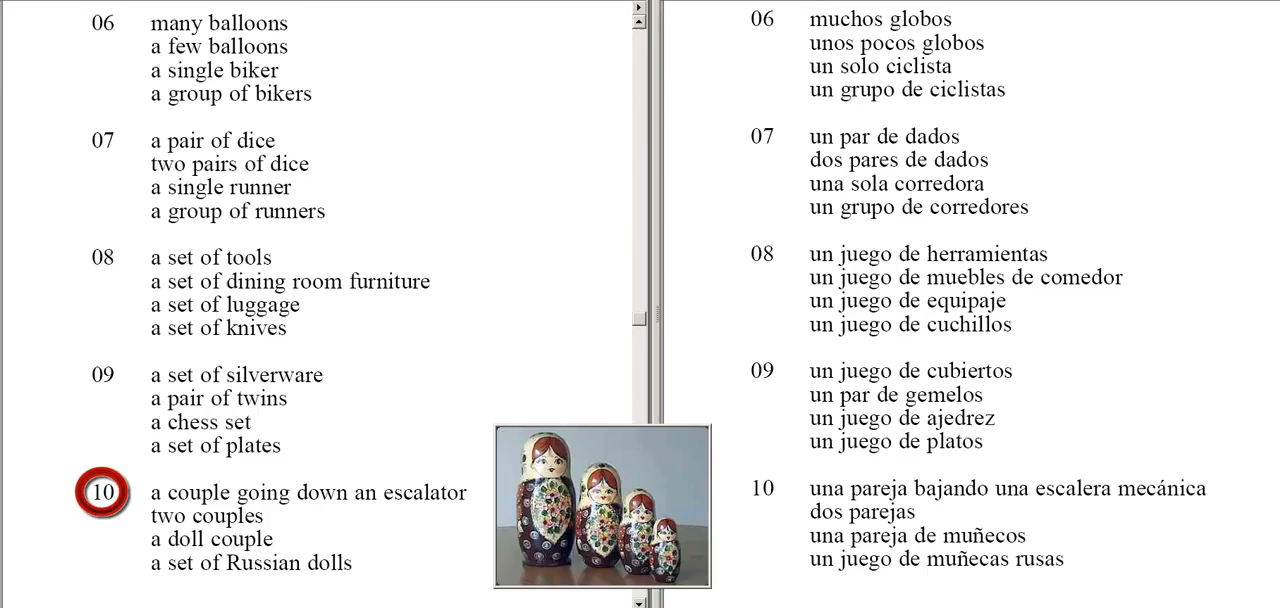 06 many balloons
a few balloons
a single biker
a group of bikers
07 a pair of dice
two pairs of dice
a single runner
a group of runners
08 a set of tools
a set of dining room furniture
a set of luggage
a set of knives
09 a set of silverware
a pair of twins
a chess set
a set of plates
10 a couple going down an escalator
two couples
a doll couple
a set of Russian dolls
06 muchos globos
unos pocos globos
un solo ciclista
un grupo de ciclistas
07 un par de dados
dos pares de dados
una sola corredora
un grupo de corredores
08 un juego de herramientas
un juego de muebles de comedor
un juego de equipaje
un juego de cuchillos
09 un juego de cubiertos
un par de gemelos
un juego de ajedrez
un juego de platos
10 una pareja bajando una escalera mecánica
dos parejas
una pareja de muñecos
un juego de muñecas rusas